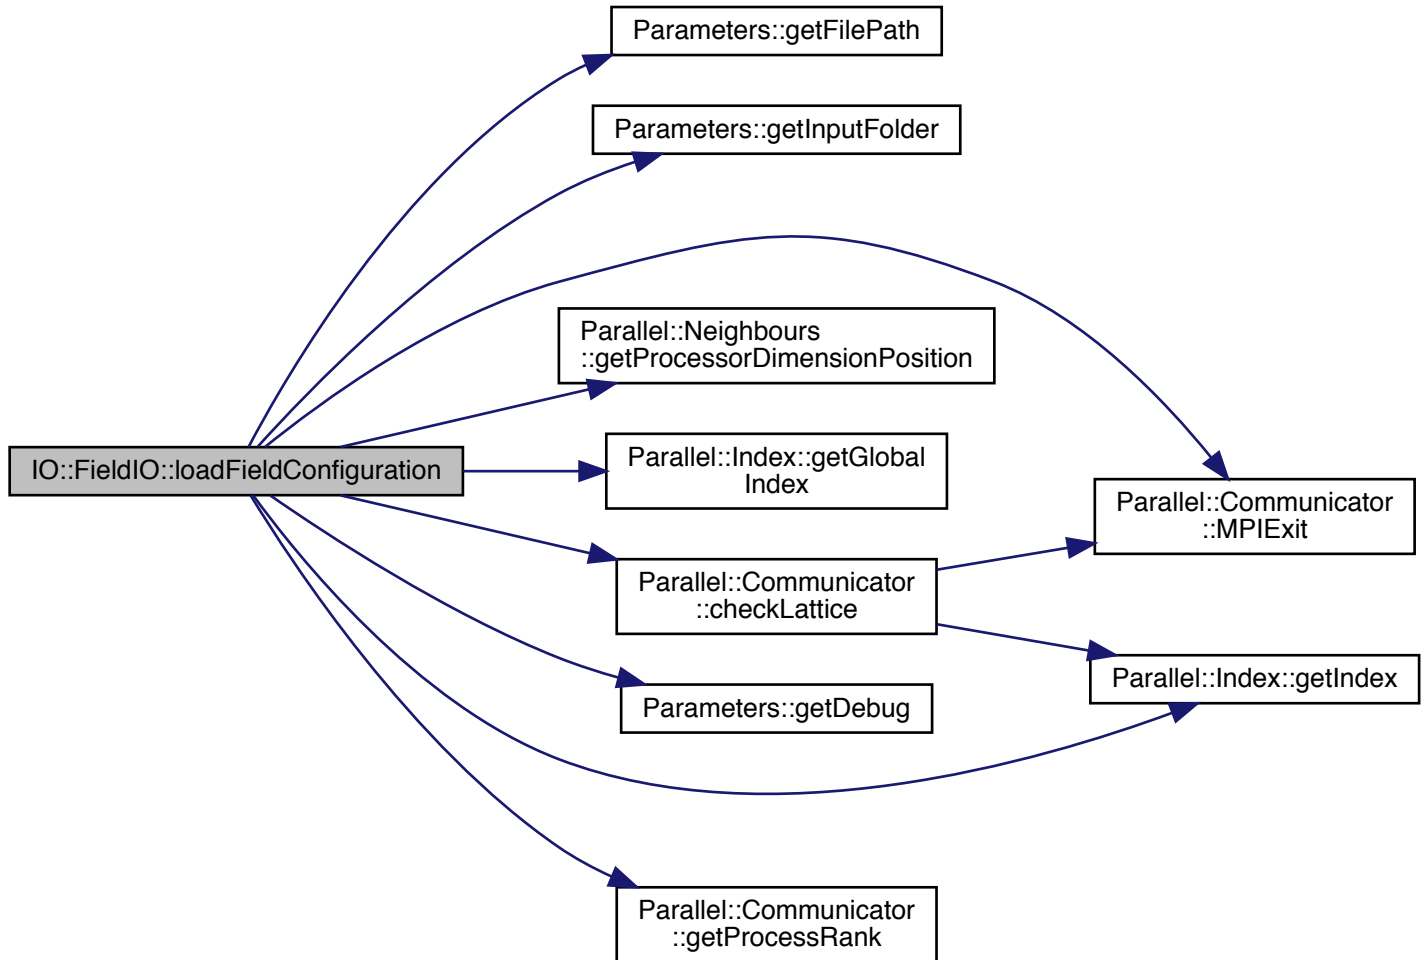 Parameters::getFilePath
Parameters::getInputFolder
Parallel::Neighbours
::getProcessorDimensionPosition
IO::FieldIO::loadFieldConfiguration
Parallel::Index::getGlobal
Index
Parallel::Communicator
::MPIExit
Parallel::Communicator
::checkLattice
Parallel::Index::getIndex
Parameters::getDebug
Parallel::Communicator
::getProcessRank